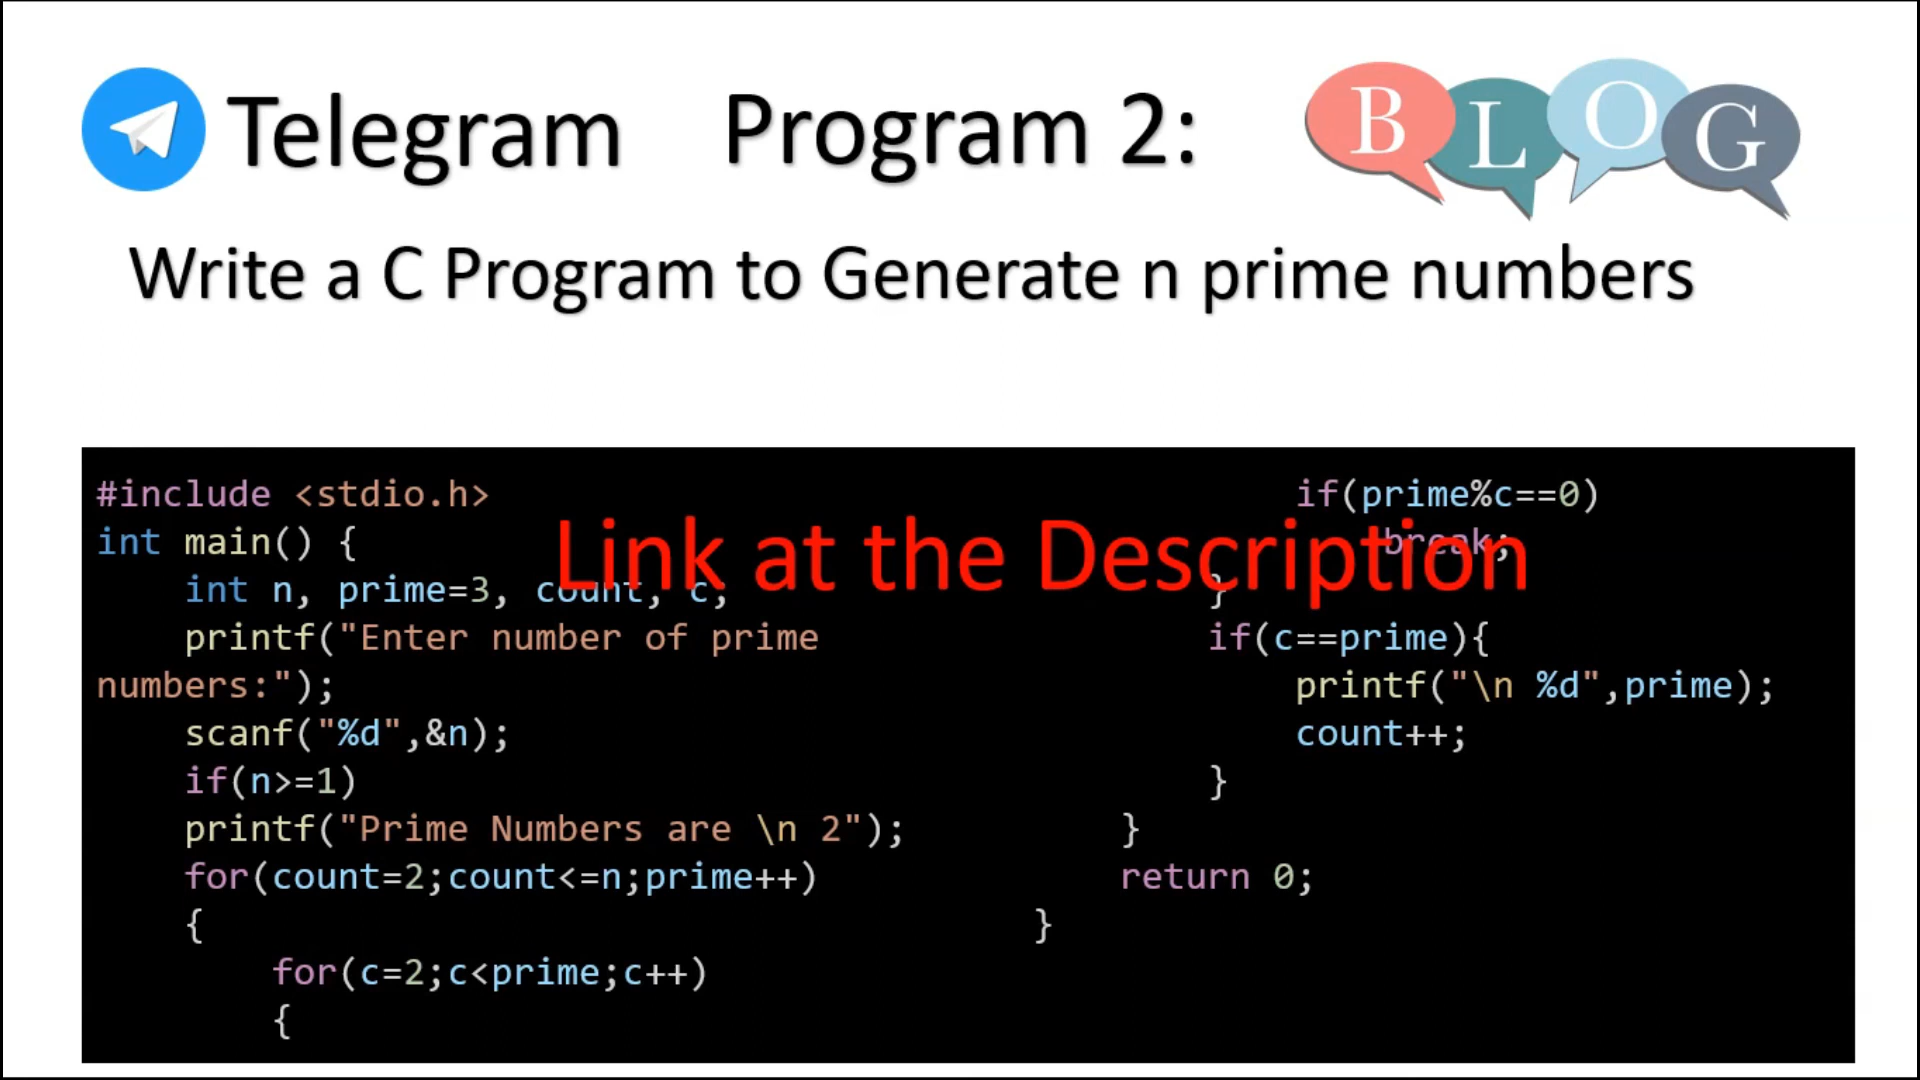 Telegram
Program 2:
BLOG
Write a C Program to Generate n prime numbers
Link at the Description
#include <stdio.h>
int main() {
    int n, prime=3, count, c;
    printf("Enter number of prime
numbers:");
    scanf("%d",&n);
    if(n>=1)
    printf("Prime Numbers are \n 2");
    for(count=2;count<=n;prime++)
    {
        for(c=2;c<prime;c++)
        {
            if(prime%c==0)
                break;
        }
        if(c==prime){
            printf("\n %d",prime);
            count++;
        }
    }
    return 0;
}